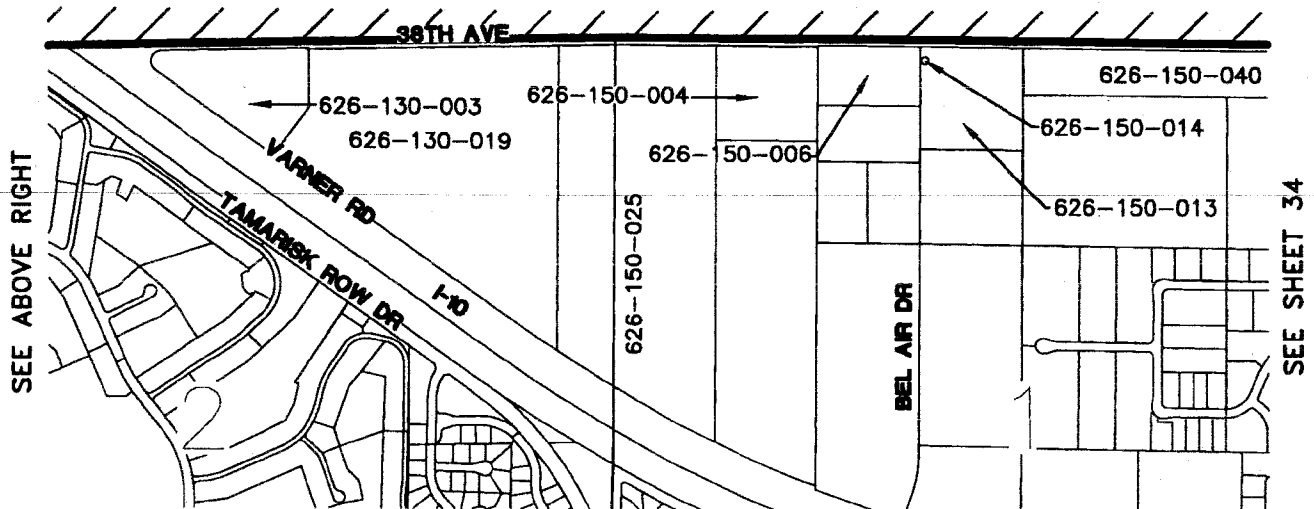 38TH AVE
626-150-040
626-130-003
626-150-004
626-150-014
626-130-019
626-150-006
VARNER RD
626-150-013
TAMARISK ROW DR
626-150-025
I-10
BEL AIR DR
SEE ABOVE RIGHT
SEE SHEET 34
2
1